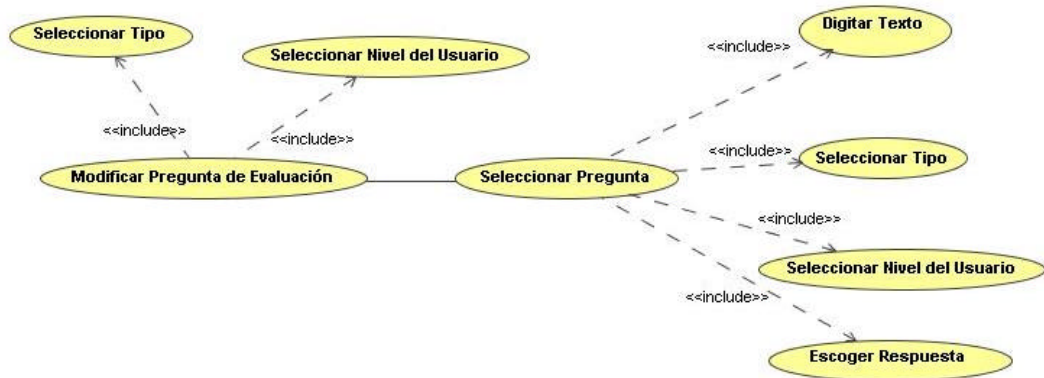 Seleccionar Tipo
Seleccionar Nivel del Usuario
Digitar Texto
<<include>>
<<include>>
<<include>>
<<include>>
Seleccionar Tipo
Modificar Pregunta de Evaluación
Seleccionar Pregunta
<<include>>
Seleccionar Nivel del Usuario
<<include>>
Escoger Respuesta